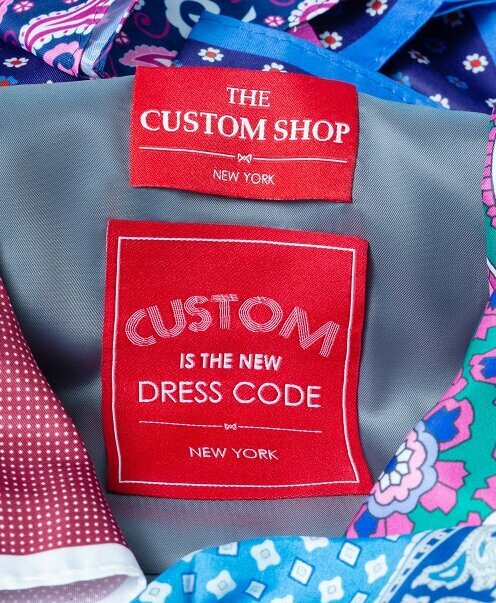 THE
CUSTOM SHOP
NEW YORK
CUSTOM
IS THE NEW
DRESS CODE
NEW YORK